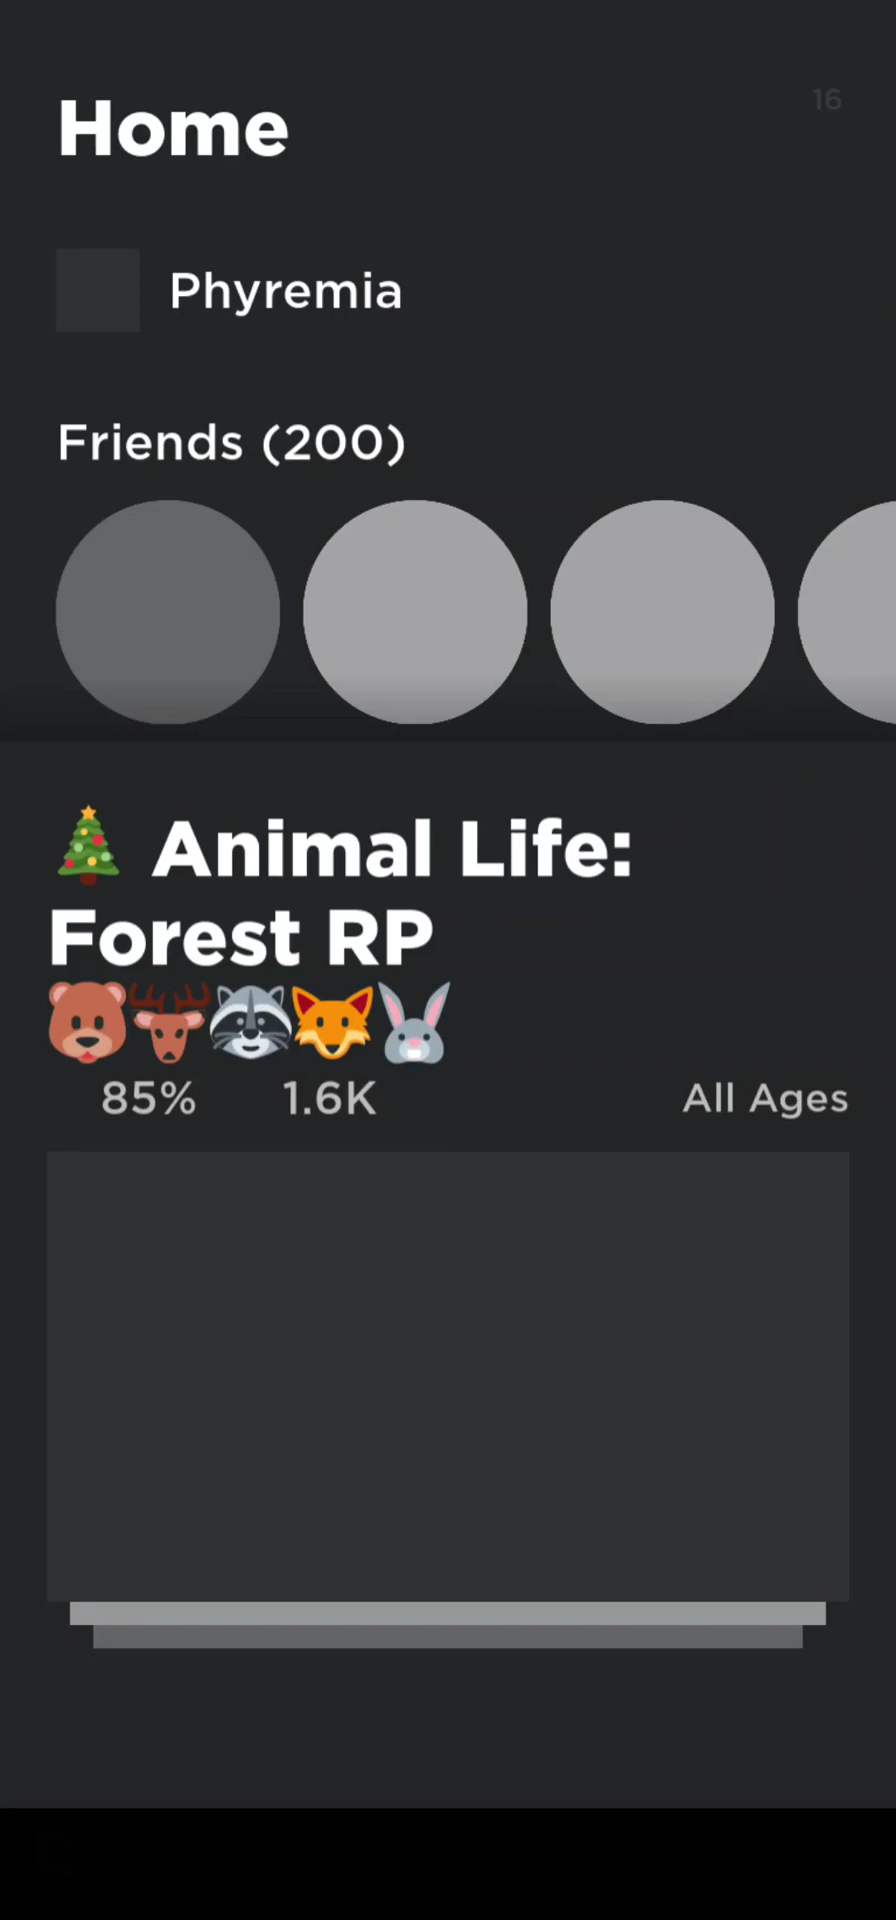 Home
16
Phyremia
Friends (200)
🎄 Animal Life:
Forest RP
🐻🦌🦝🦊🐰
85% 1.6K All Ages